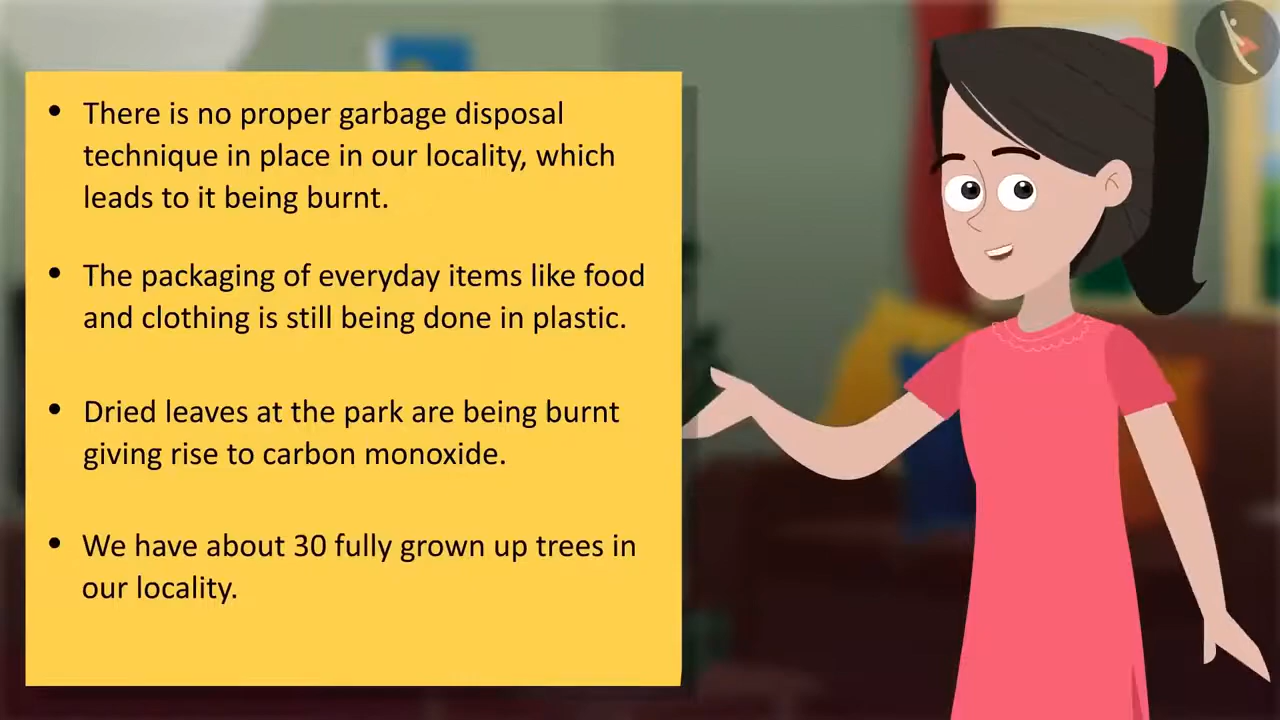 • There is no proper garbage disposal
technique in place in our locality, which
leads to it being burnt.
• The packaging of everyday items like food
and clothing is still being done in plastic.
• Dried leaves at the park are being burnt
giving rise to carbon monoxide.
• We have about 30 fully grown up trees in
our locality.